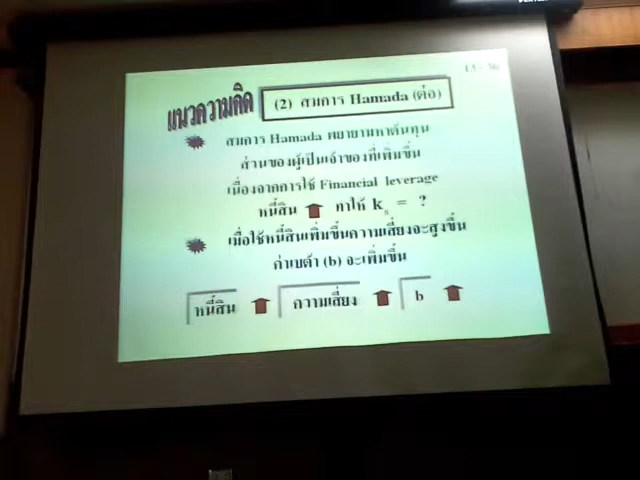 13 - 30
แนวความคิด
(2) สมการ Hamada (ต่อ)
สมการ Hamada พยายามหาต้นทุน
ส่วนของผู้เป็นเจ้าของที่เพิ่มขึ้น
เนื่องจากการใช้ Financial leverage
หนี้สิน ทำให้ ks = ?
เมื่อใช้หนี้สินเพิ่มขึ้นความเสี่ยงจะสูงขึ้น
ค่าเบต้า (b) จะเพิ่มขึ้น
หนี้สิน ความเสี่ยง b